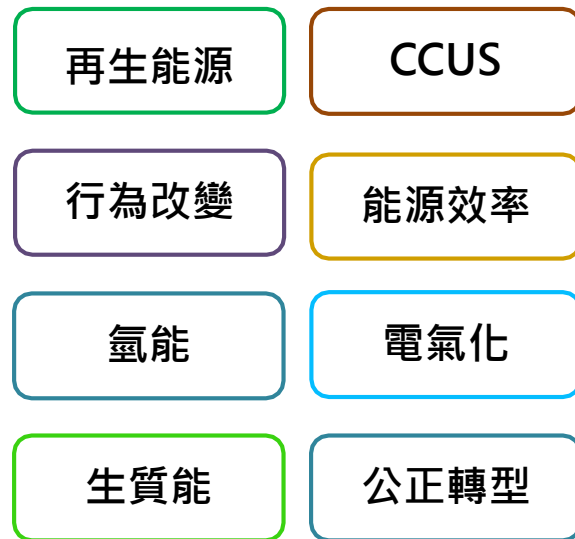 再生能源
CCUS
行為改變
能源效率
氫能
電氣化
生質能
公正轉型